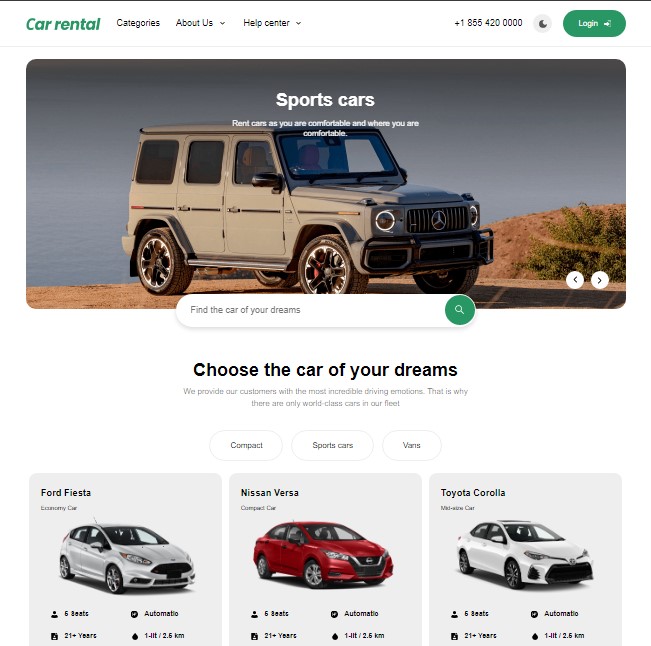 Car rental
Categories
About Us
Help center
+1 855 420 0000
Login
Sports cars
Rent cars as you are comfortable and where you are
comfortable.
Find the car of your dreams
Choose the car of your dreams
We provide our customers with the most incredible driving emotions. That is why
there are only world-class cars in our fleet
Compact
Sports cars
Vans
Ford Fiesta
Economy Car
5 Seats
Automatic
21+ Years
1-lit / 2.5 km
Nissan Versa
Compact Car
5 Seats
Automatic
21+ Years
1-lit / 2.5 km
Toyota Corolla
Mid-size Car
5 Seats
Automatic
21+ Years
1-lit / 2.5 km